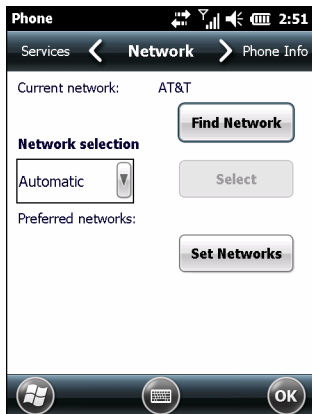 Phone 2:51
Services Network Phone Info
Current network: AT&T
Find Network
Network selection
Automatic Select
Preferred networks:
Set Networks
OK